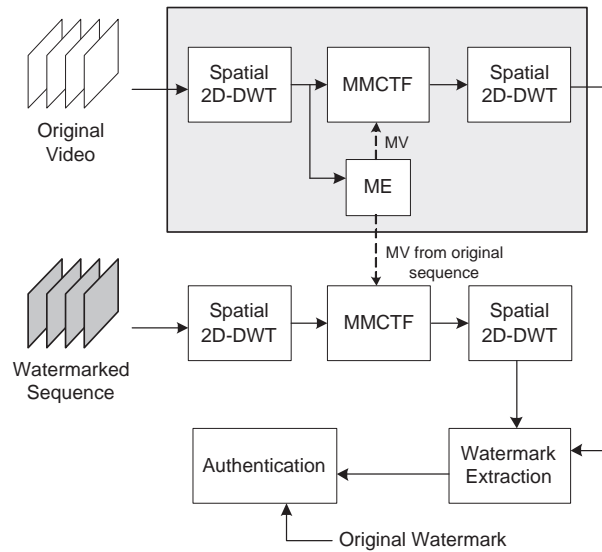 Spatial
2D-DWT
MMCTF
Spatial
2D-DWT
Original
Video
MV
ME
MV from original
sequence
Spatial
2D-DWT
MMCTF
Spatial
2D-DWT
Watermarked
Sequence
Authentication
Watermark
Extraction
Original Watermark